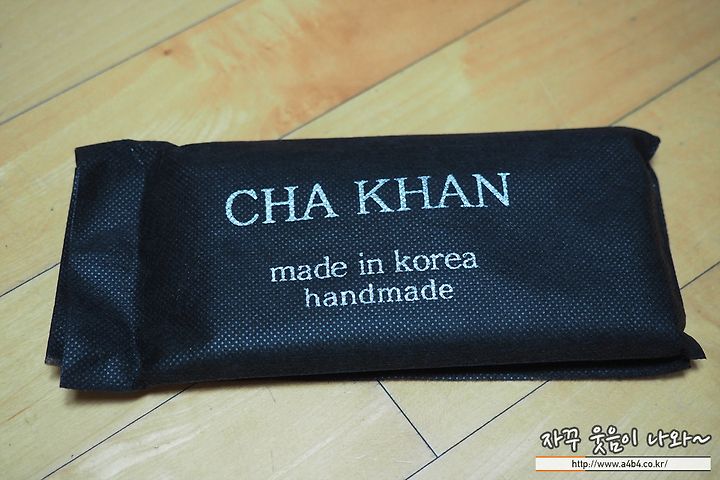 CHA KHAN
made in korea
handmade
자꾸 웃음이 나와~
http://www.a4b4.co.kr/